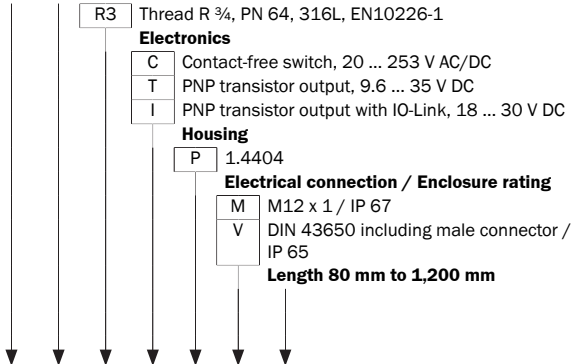 R3 Thread R ¾, PN 64, 316L, EN10226-1
Electronics
C Contact-free switch, 20 ... 253 V AC/DC
T PNP transistor output, 9.6 ... 35 V DC
I PNP transistor output with IO-Link, 18 ... 30 V DC
Housing
P 1.4404
Electrical connection / Enclosure rating
M M12 x 1 / IP 67
V DIN 43650 including male connector /
IP 65
Length 80 mm to 1,200 mm